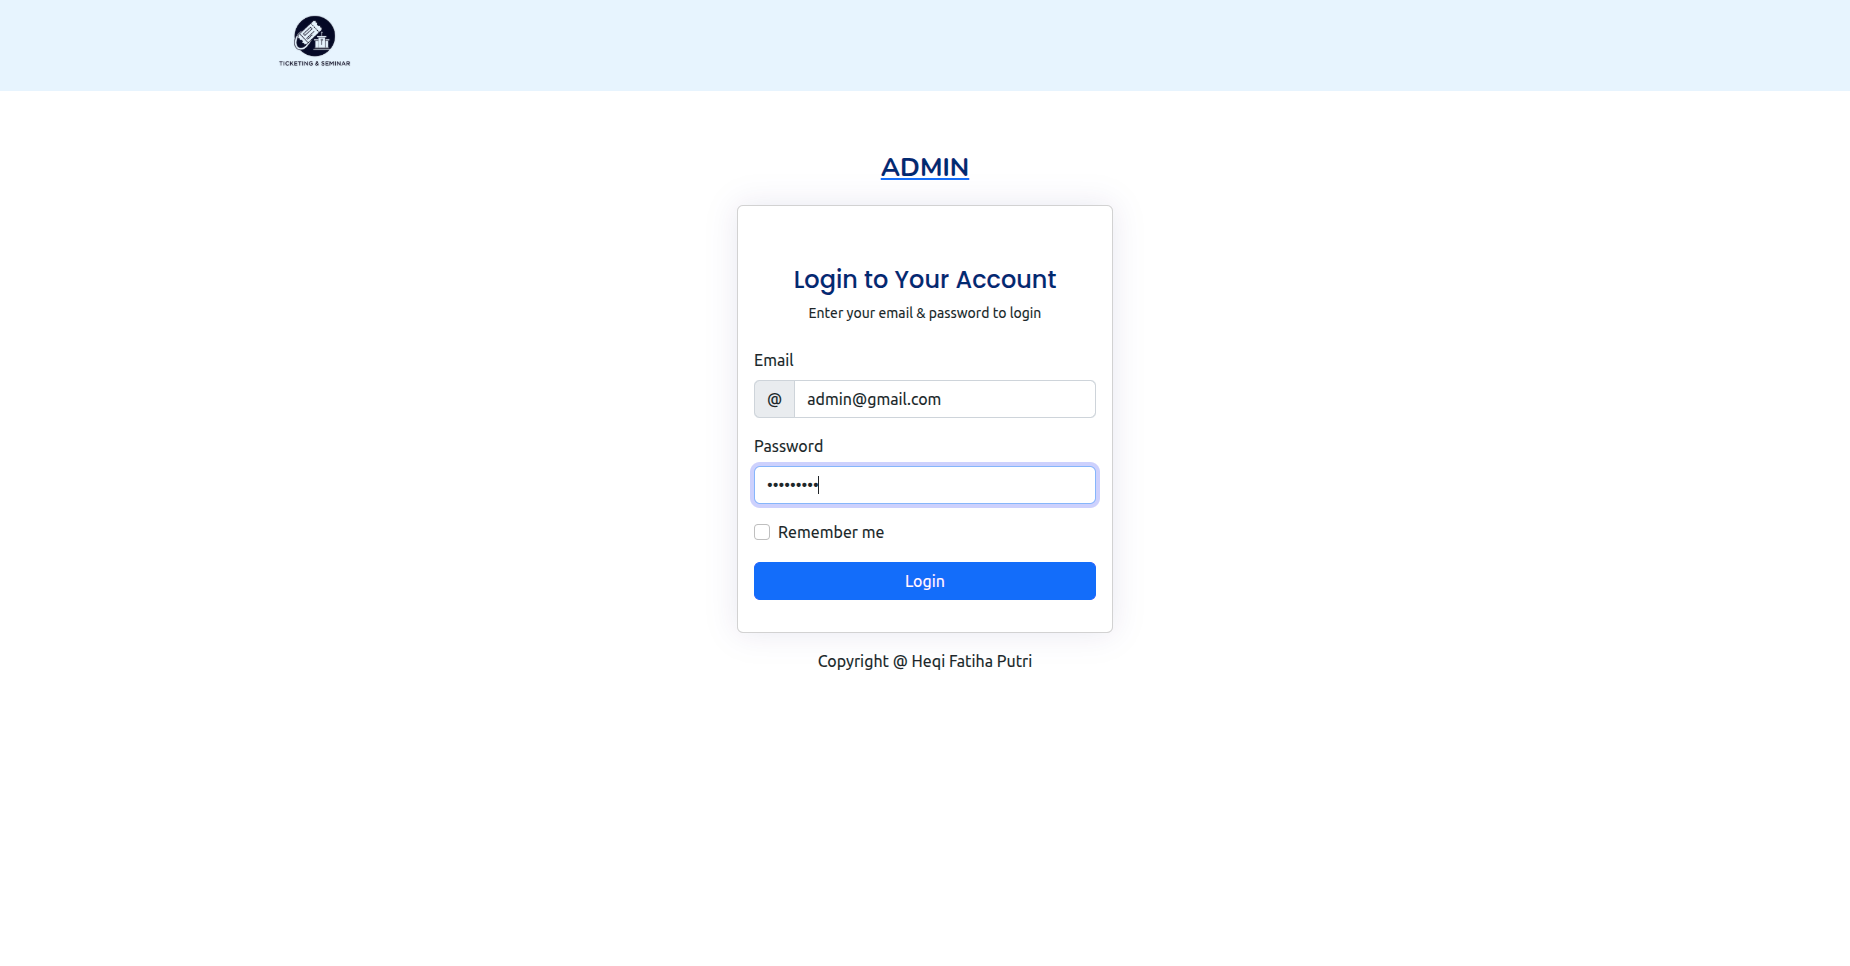 TICKETING & SEMINAR
ADMIN
Login to Your Account
Enter your email & password to login
Email
@ admin@gmail.com
Password
•••••••••
Remember me
Login
Copyright @ Heqi Fatiha Putri